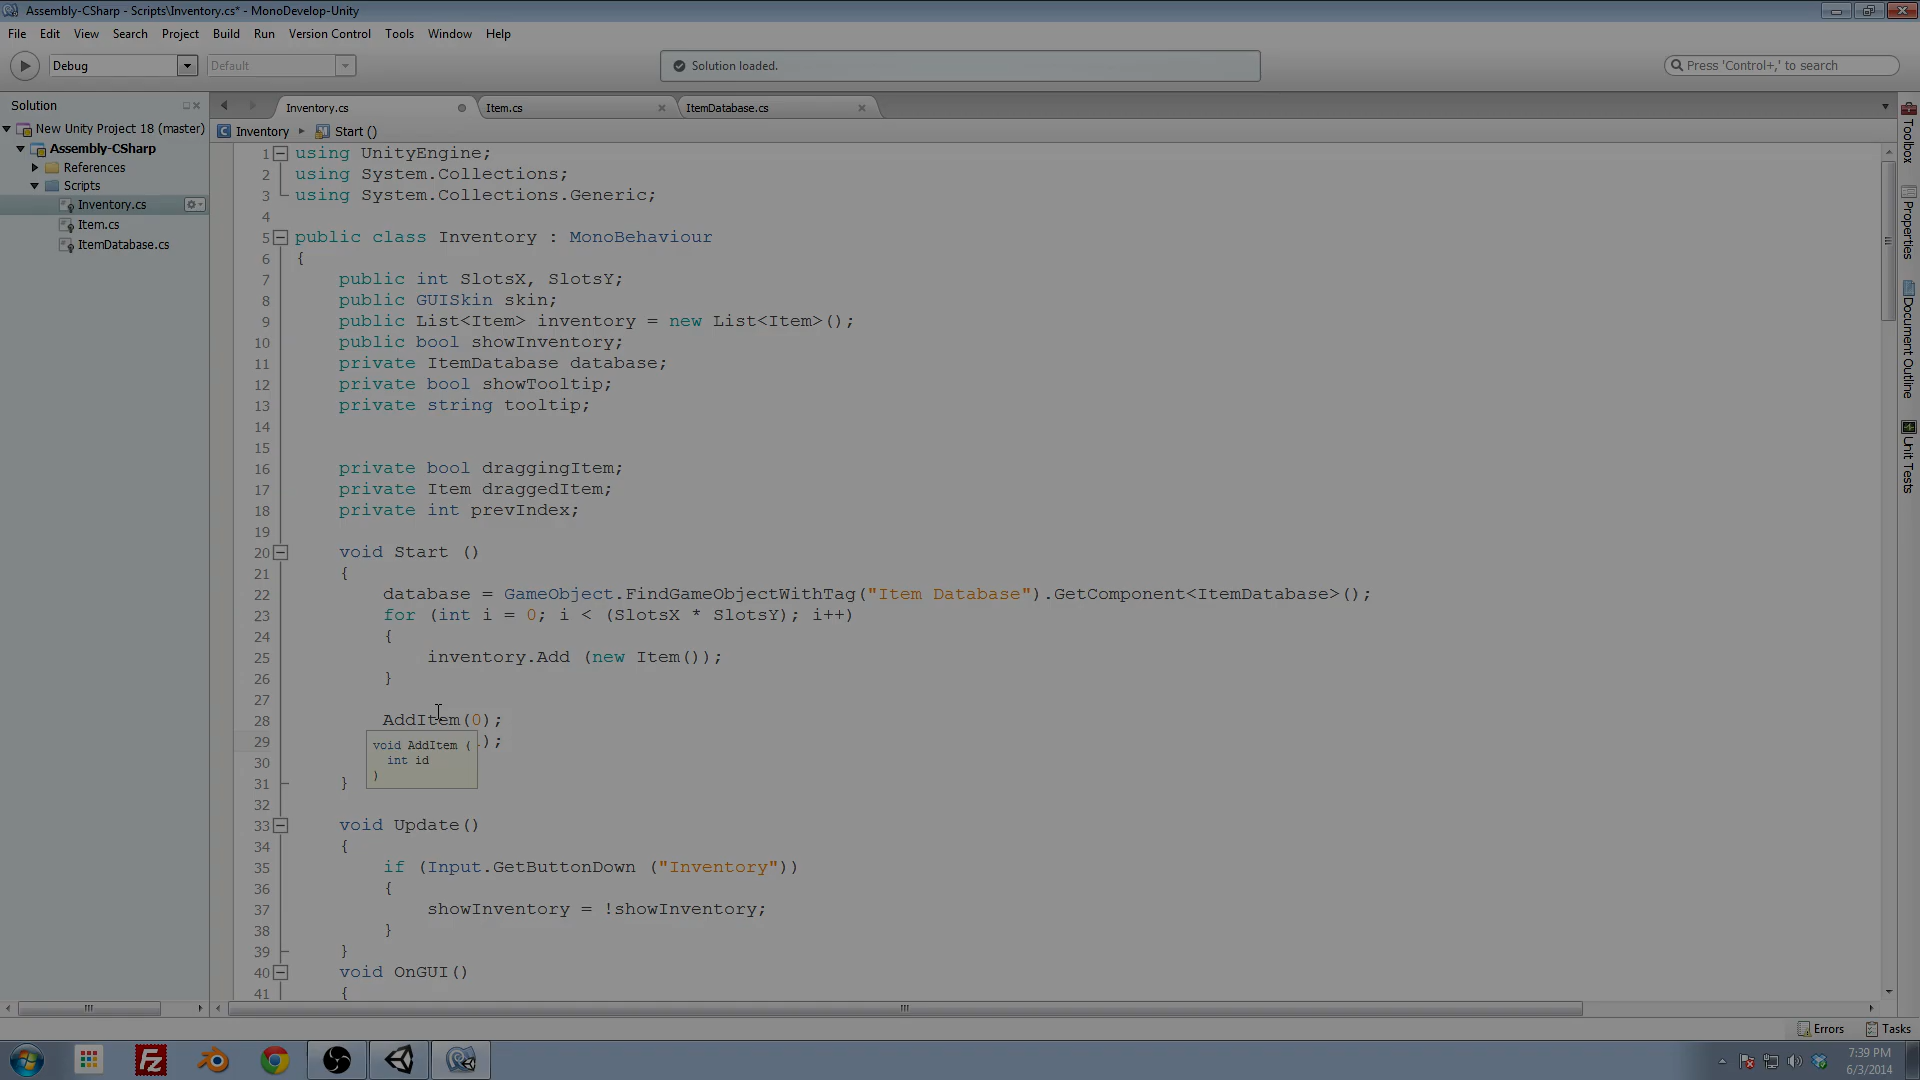 Assembly-CSharp - Scripts\Inventory.cs* - MonoDevelop-Unity
File Edit View Search Project Build Run Version Control Tools Window Help
Debug Default Solution loaded. Press 'Control+,' to search
Solution
Inventory.cs Item.cs ItemDatabase.cs
New Unity Project 18 (master)
Assembly-CSharp
References
Scripts
Inventory.cs
Item.cs
ItemDatabase.cs
Inventory Start ()
1 using UnityEngine;
2 using System.Collections;
3 using System.Collections.Generic;
4
5 public class Inventory : MonoBehaviour
6 {
7 public int SlotsX, SlotsY;
8 public GUISkin skin;
9 public List<Item> inventory = new List<Item>();
10 public bool showInventory;
11 private ItemDatabase database;
12 private bool showTooltip;
13 private string tooltip;
14
15
16 private bool draggingItem;
17 private Item draggedItem;
18 private int prevIndex;
19
20 void Start ()
21 {
22 database = GameObject.FindGameObjectWithTag("Item Database").GetComponent<ItemDatabase>();
23 for (int i = 0; i < (SlotsX * SlotsY); i++)
24 {
25 inventory.Add (new Item());
26 }
27
28 AddItem(0);
29 );
void AddItem (
int id
)
30
31 }
32
33 void Update()
34 {
35 if (Input.GetButtonDown ("Inventory"))
36 {
37 showInventory = !showInventory;
38 }
39 }
40 void OnGUI()
41 {
Toolbox
Properties
Document Outline
Unit Tests
Errors Tasks
7:39 PM
6/3/2014